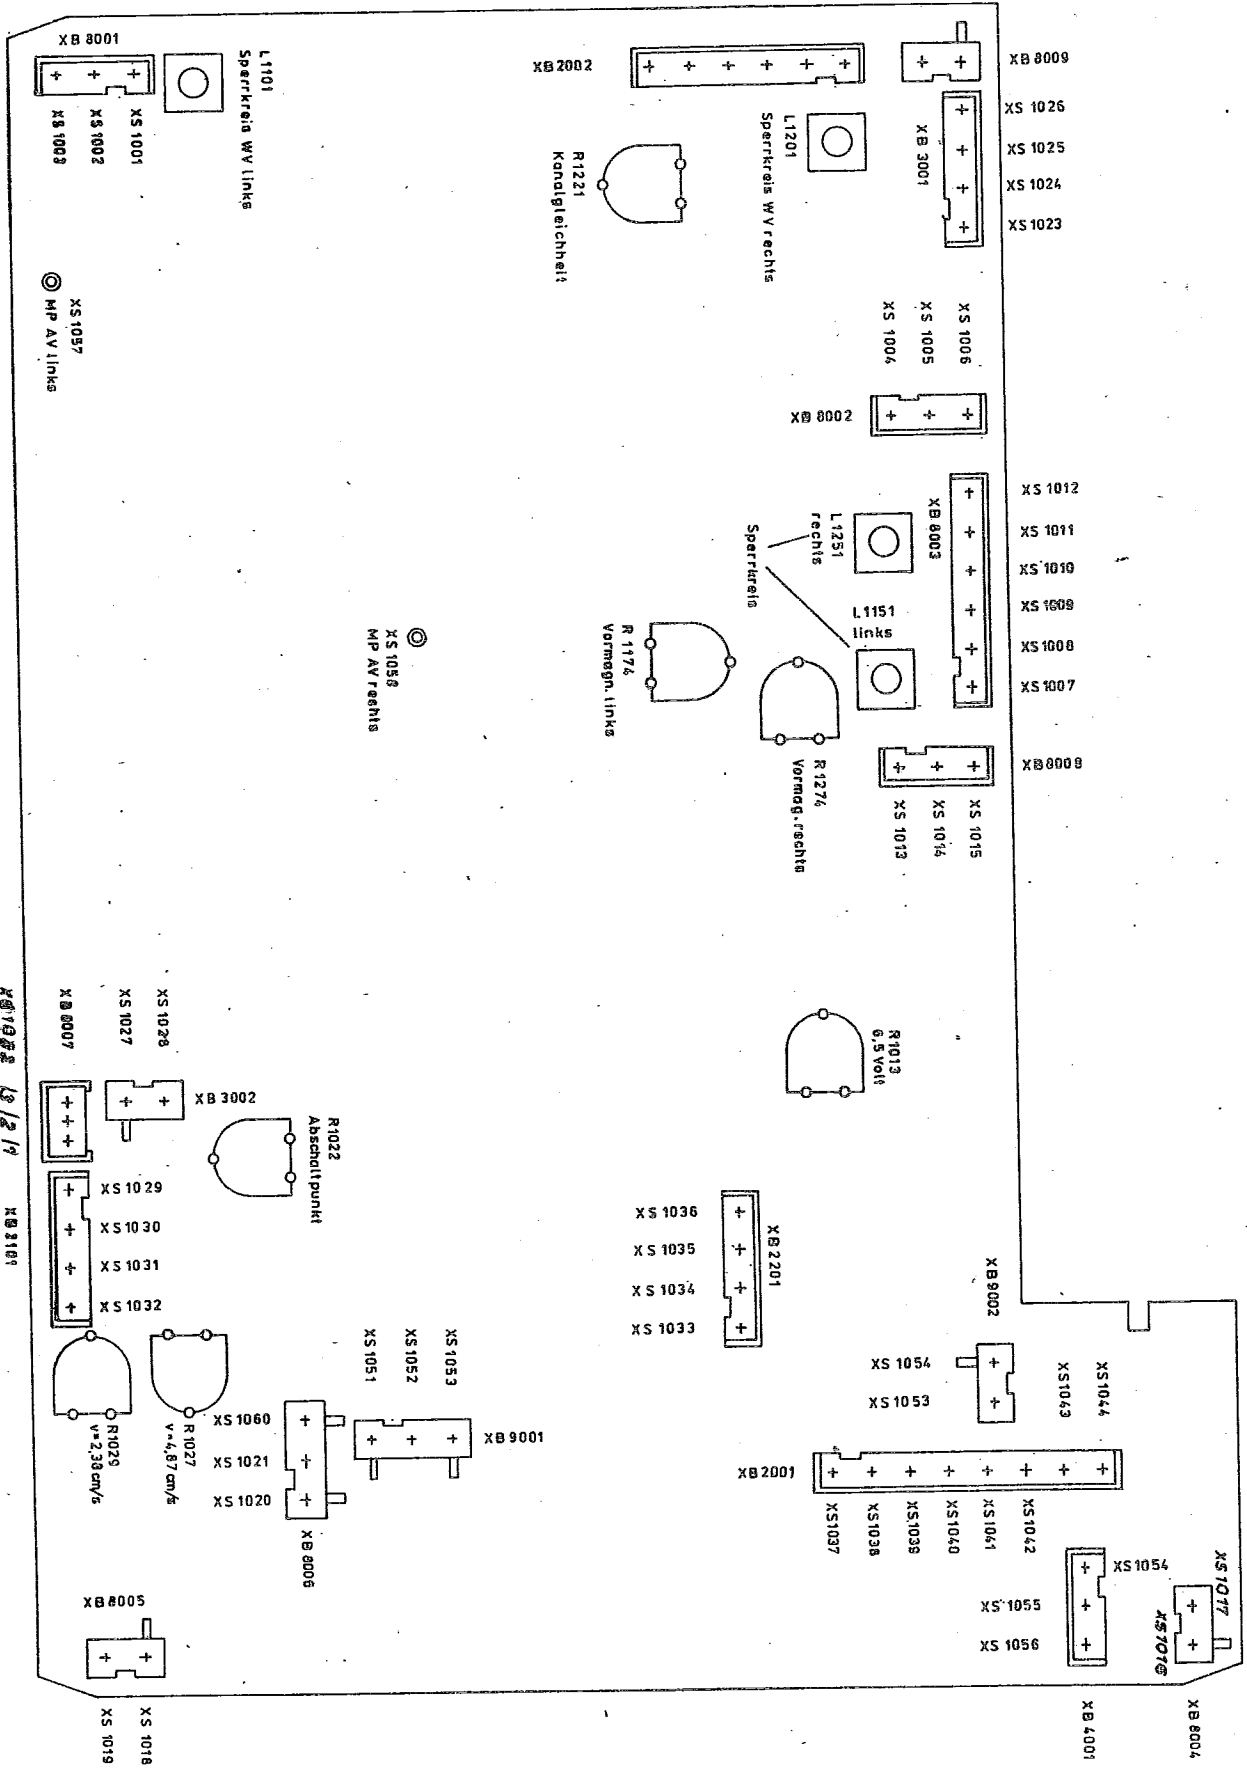 XB 8001
XS 1001
XS 1002
XS 1003
L1101
Sperrkreis WV links
XB 2002
R1221
Kanalgleichheit
L1201
Sperrkreis WV rechts
XB 8009
XS 1026
XS 1025
XS 1024
XS 1023
XB 3001
XS 1057
MP AV links
XS 1004
XS 1005
XS 1006
XB 8002
XS 1012
XS 1011
XS 1010
XS 1009
XS 1008
XS 1007
XB 8003
L1251
rechts
Sperrkreis
L1151
links
XS 1058
MP AV rechts
R 1174
Vormagn. links
R 1274
Vormag. rechts
XB 8008
XS 1013
XS 1014
XS 1015
R1013
6,5 Volt
XB 8007
XS 1027
XS 1028
XB 3002
R1022
Abschaltpunkt
XB 3101
XS 1029
XS 1030
XS 1031
XS 1032
XS 1036
XS 1035
XS 1034
XS 1033
XB 2201
XB 9002
XS 1054
XS 1053
XS1043
XS1044
XS 1051
XS 1052
XS 1053
XB 9001
R1029
v=2,38 cm/s
R1027
v=4,87 cm/s
XS 1060
XS 1021
XS 1020
XB 8006
XB 2001
XS1037
XS1038
XS1039
XS1040
XS1041
XS1042
XS 1054
XS 1055
XS 1056
XS1017
XS1016
XB 8005
XS 1019
XS 1018
XB 4001
XB 8004